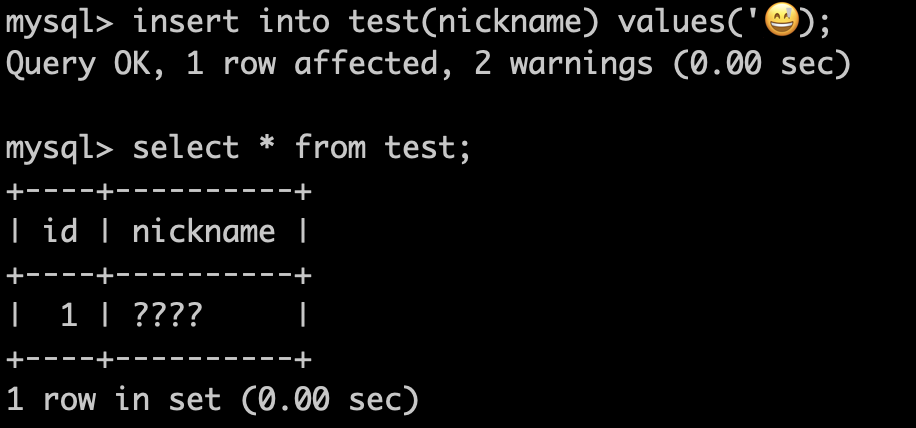 mysql> insert into test(nickname) values('😅);
Query OK, 1 row affected, 2 warnings (0.00 sec)

mysql> select * from test;
+----+----------+
| id | nickname |
+----+----------+
|  1 | ????     |
+----+----------+
1 row in set (0.00 sec)